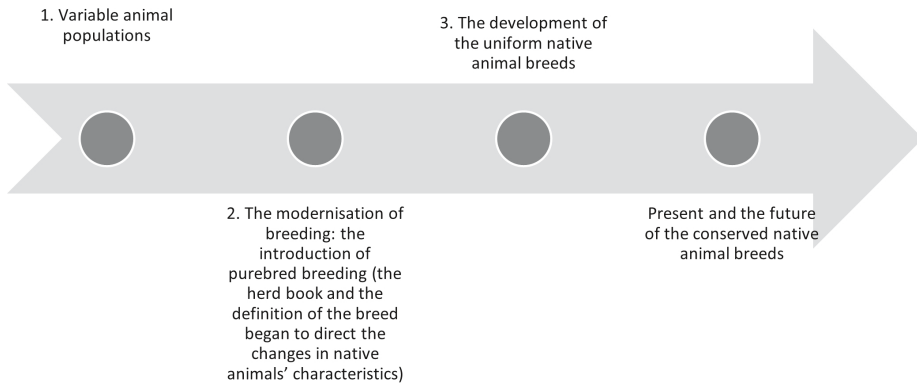 1. Variable animal
populations
2. The modernisation of
breeding: the
introduction of
purebred breeding (the
herd book and the
definition of the breed
began to direct the
changes in native
animals’ characteristics)
3. The development of
the uniform native
animal breeds
Present and the future
of the conserved native
animal breeds